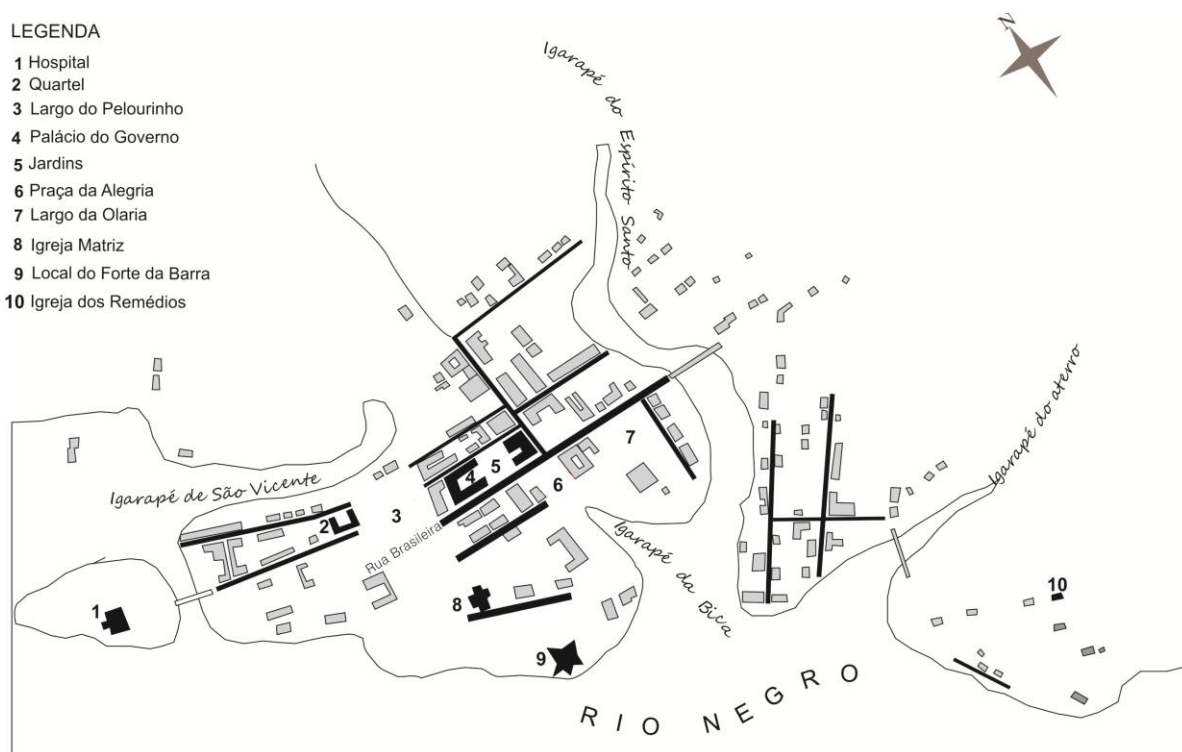 LEGENDA
1 Hospital
2 Quartel
3 Largo do Pelourinho
4 Palácio do Governo
5 Jardins
6 Praça da Alegria
7 Largo da Olaria
8 Igreja Matriz
9 Local do Forte da Barra
10 Igreja dos Remédios
N
Igarapé do Espírito Santo
Igarapé do aterro
Igarapé de São Vicente
Rua Brasileira
Igarapé da Bica
RIO NEGRO
1
2
3
4
5
6
7
8
9
10